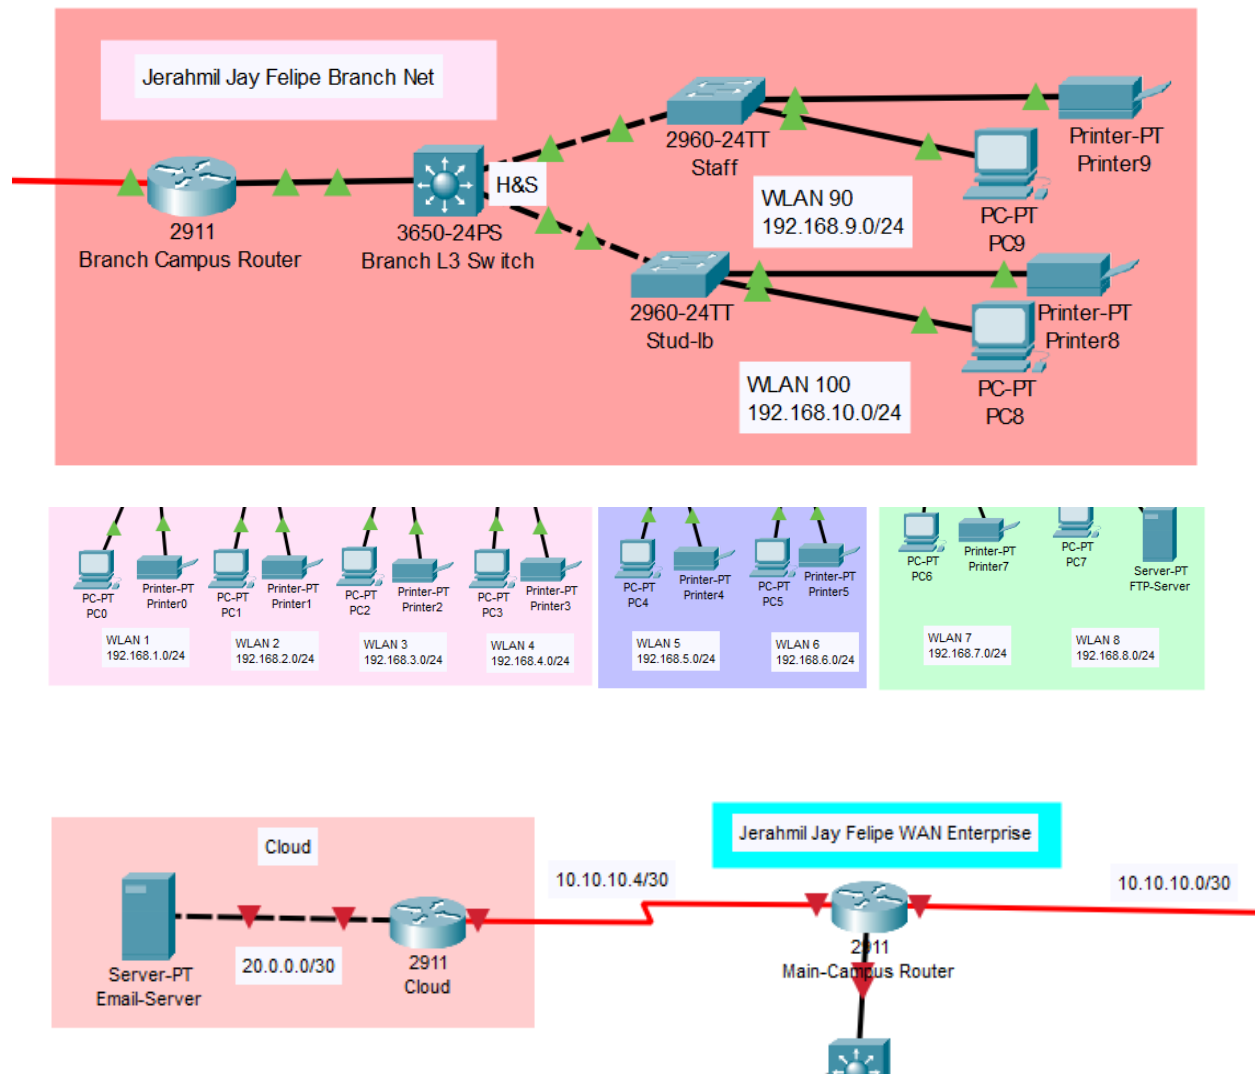 Jerahmil Jay Felipe Branch Net
2960-24TT
Staff
Printer-PT
Printer9
H&S
WLAN 90
192.168.9.0/24
PC-PT
PC9
2911
Branch Campus Router
3650-24PS
Branch L3 Switch
2960-24TT
Stud-lb
Printer-PT
Printer8
WLAN 100
192.168.10.0/24
PC-PT
PC8
PC-PT
PC0
Printer-PT
Printer0
PC-PT
PC1
Printer-PT
Printer1
PC-PT
PC2
Printer-PT
Printer2
PC-PT
PC3
Printer-PT
Printer3
PC-PT
PC4
Printer-PT
Printer4
PC-PT
PC5
Printer-PT
Printer5
PC-PT
PC6
Printer-PT
Printer7
PC-PT
PC7
Server-PT
FTP-Server
WLAN 1
192.168.1.0/24
WLAN 2
192.168.2.0/24
WLAN 3
192.168.3.0/24
WLAN 4
192.168.4.0/24
WLAN 5
192.168.5.0/24
WLAN 6
192.168.6.0/24
WLAN 7
192.168.7.0/24
WLAN 8
192.168.8.0/24
Cloud
Jerahmil Jay Felipe WAN Enterprise
10.10.10.4/30
10.10.10.0/30
20.0.0.0/30
Server-PT
Email-Server
2911
Cloud
2911
Main-Campus Router